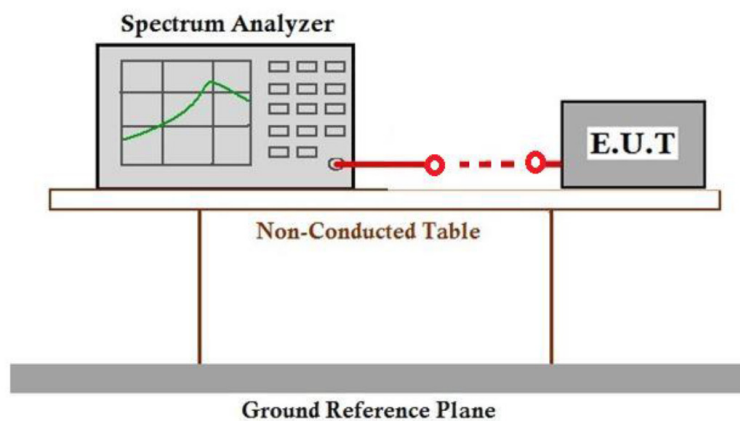 Spectrum Analyzer
E.U.T
Non-Conducted Table
Ground Reference Plane